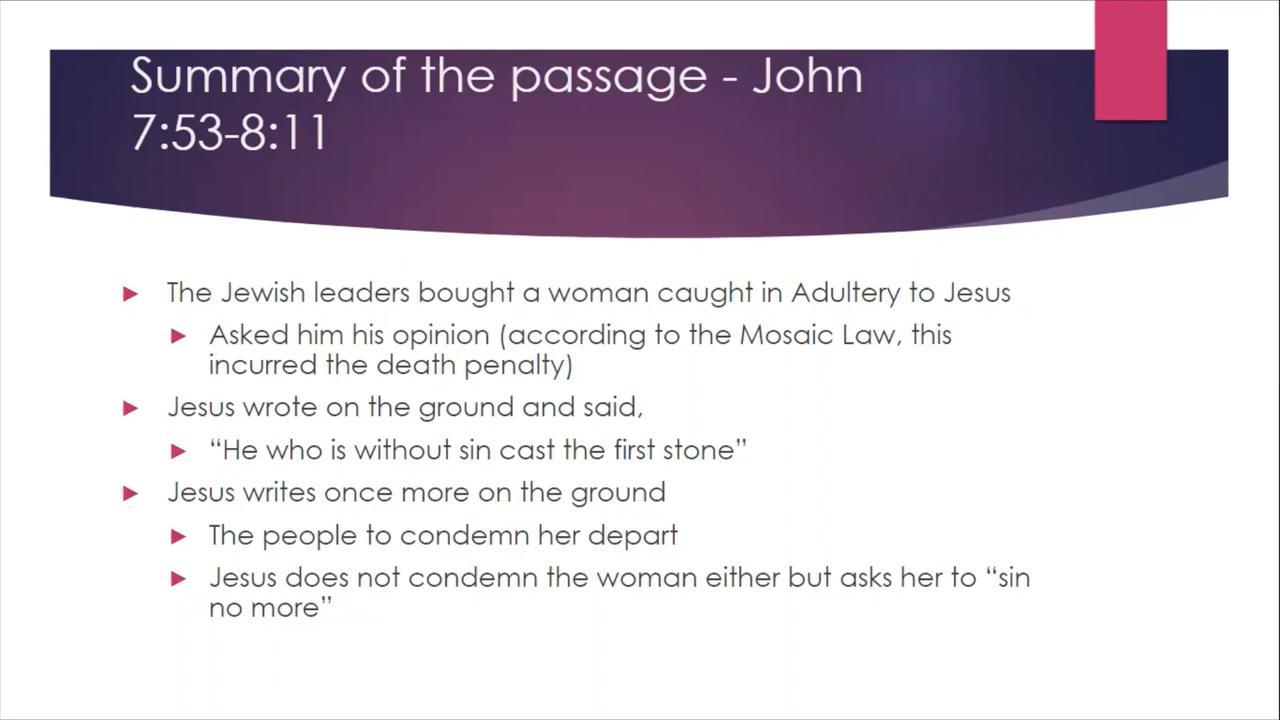 Summary of the passage - John
7:53-8:11
The Jewish leaders bought a woman caught in Adultery to Jesus
Asked him his opinion (according to the Mosaic Law, this
incurred the death penalty)
Jesus wrote on the ground and said,
“He who is without sin cast the first stone”
Jesus writes once more on the ground
The people to condemn her depart
Jesus does not condemn the woman either but asks her to “sin
no more”